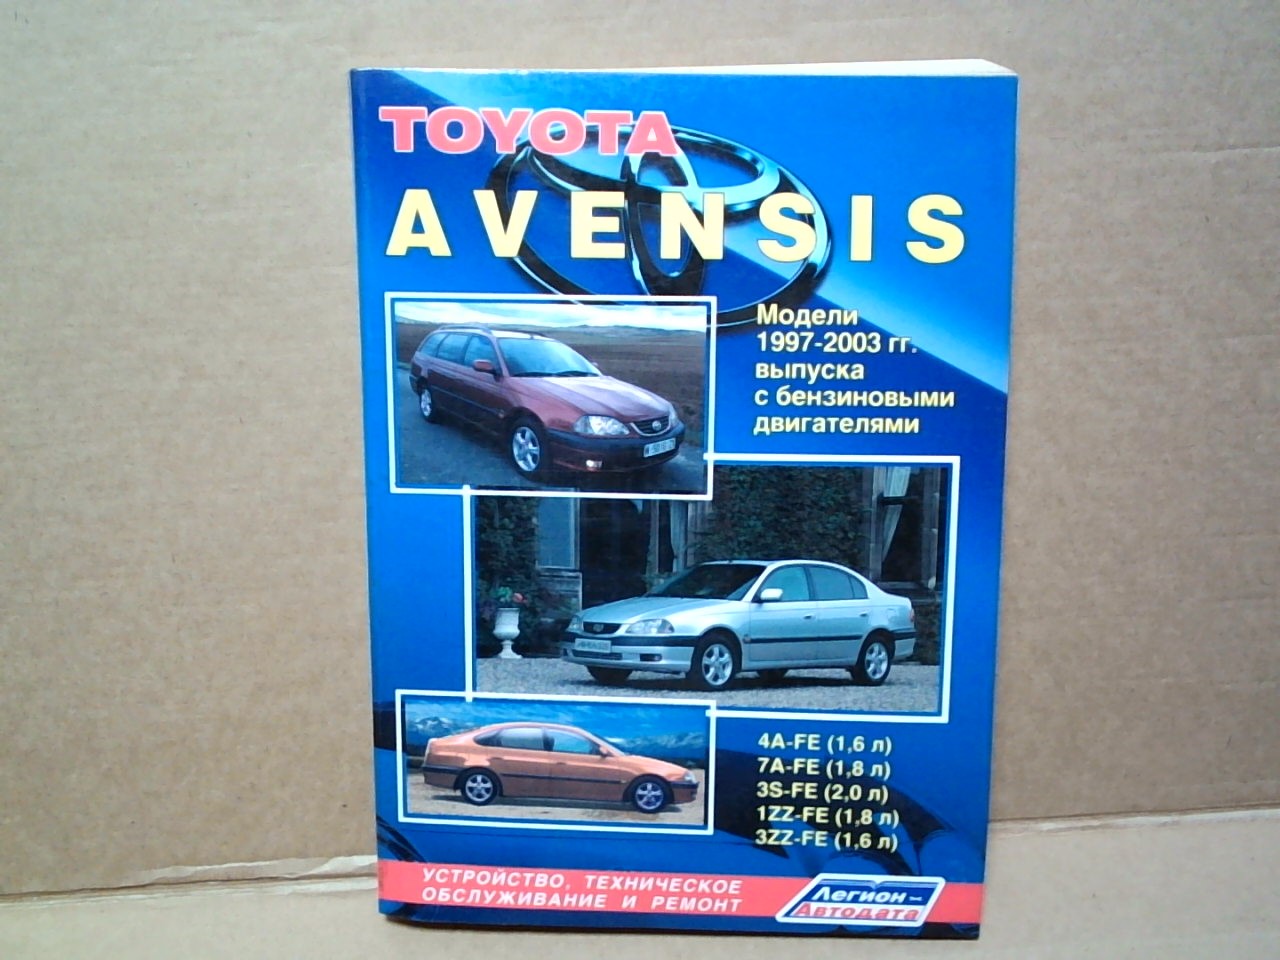 TOYOTA
AVENSIS
Модели
1997-2003 гг.
выпуска
с бензиновыми
двигателями
4A-FE (1,6 л)
7A-FE (1,8 л)
3S-FE (2,0 л)
1ZZ-FE (1,8 л)
3ZZ-FE (1,6 л)
УСТРОЙСТВО, ТЕХНИЧЕСКОЕ
ОБСЛУЖИВАНИЕ И РЕМОНТ
Легион-
Автодата